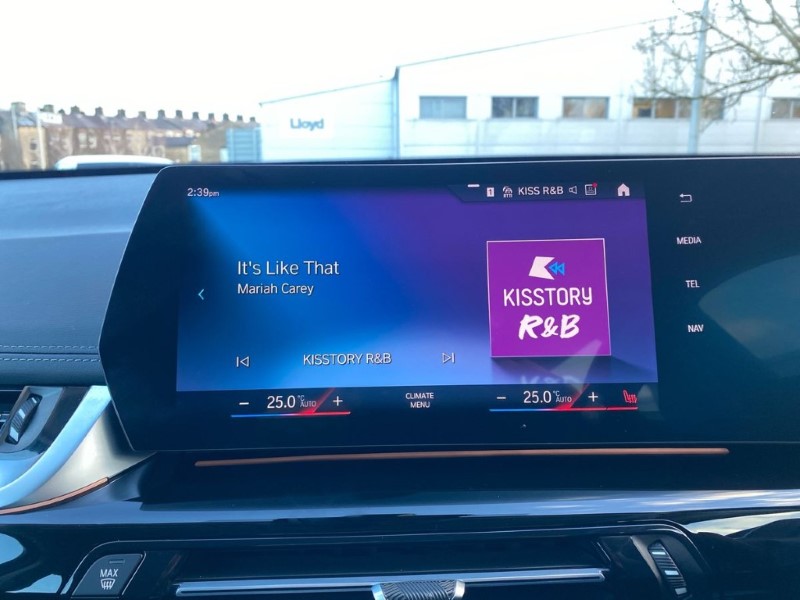 Lloyd
2:39pm
1 KISS R&B
It's Like That
Mariah Carey
KISSTORY
R&B
KISSTORY R&B
− 25.0 °C AUTO +
CLIMATE
MENU
− 25.0 °C AUTO +
MEDIA
TEL
NAV
MAX